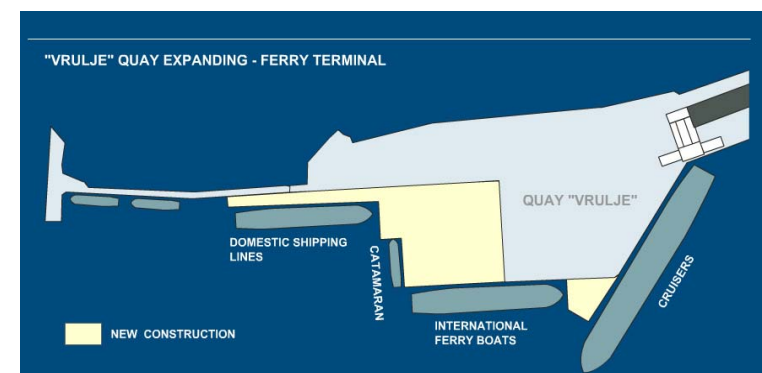 "VRULJE" QUAY EXPANDING - FERRY TERMINAL
QUAY "VRULJE"
DOMESTIC SHIPPING
LINES
CATAMARAN
CRUISERS
INTERNATIONAL
FERRY BOATS
NEW CONSTRUCTION